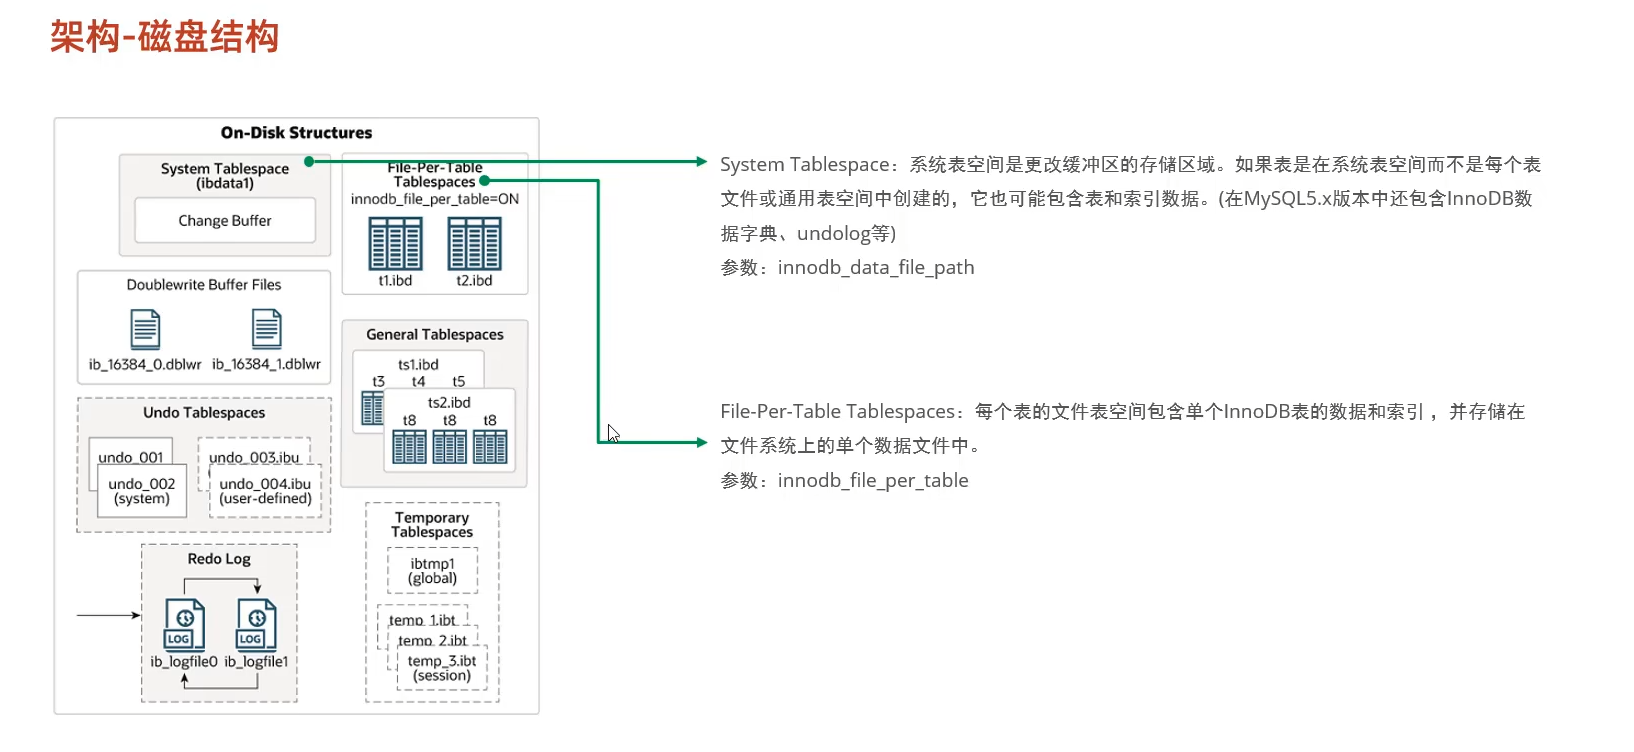 架构-磁盘结构
On-Disk Structures
System Tablespace
(ibdata1)
Change Buffer
File-Per-Table
Tablespaces
innodb_file_per_table=ON
t1.ibd
t2.ibd
Doublewrite Buffer Files
ib_16384_0.dblwr
ib_16384_1.dblwr
General Tablespaces
ts1.ibd
t3 t4 t5
ts2.ibd
t8 t8 t8
Undo Tablespaces
undo_001
undo_002
(system)
undo_003.ibu
undo_004.ibu
(user-defined)
Temporary
Tablespaces
ibtmp1
(global)
temp_1.ibt
temp_2.ibt
temp_3.ibt
(session)
Redo Log
LOG
LOG
ib_logfile0 ib_logfile1
System Tablespace：系统表空间是更改缓冲区的存储区域。如果表是在系统表空间而不是每个表
文件或通用表空间中创建的，它也可能包含表和索引数据。(在MySQL5.x版本中还包含InnoDB数
据字典、undolog等)
参数：innodb_data_file_path
File-Per-Table Tablespaces：每个表的文件表空间包含单个InnoDB表的数据和索引 ，并存储在
文件系统上的单个数据文件中。
参数：innodb_file_per_table